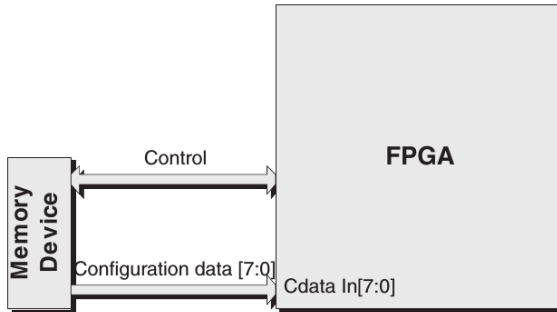 Control
FPGA
Memory
Device
Configuration data [7:0]
Cdata In[7:0]